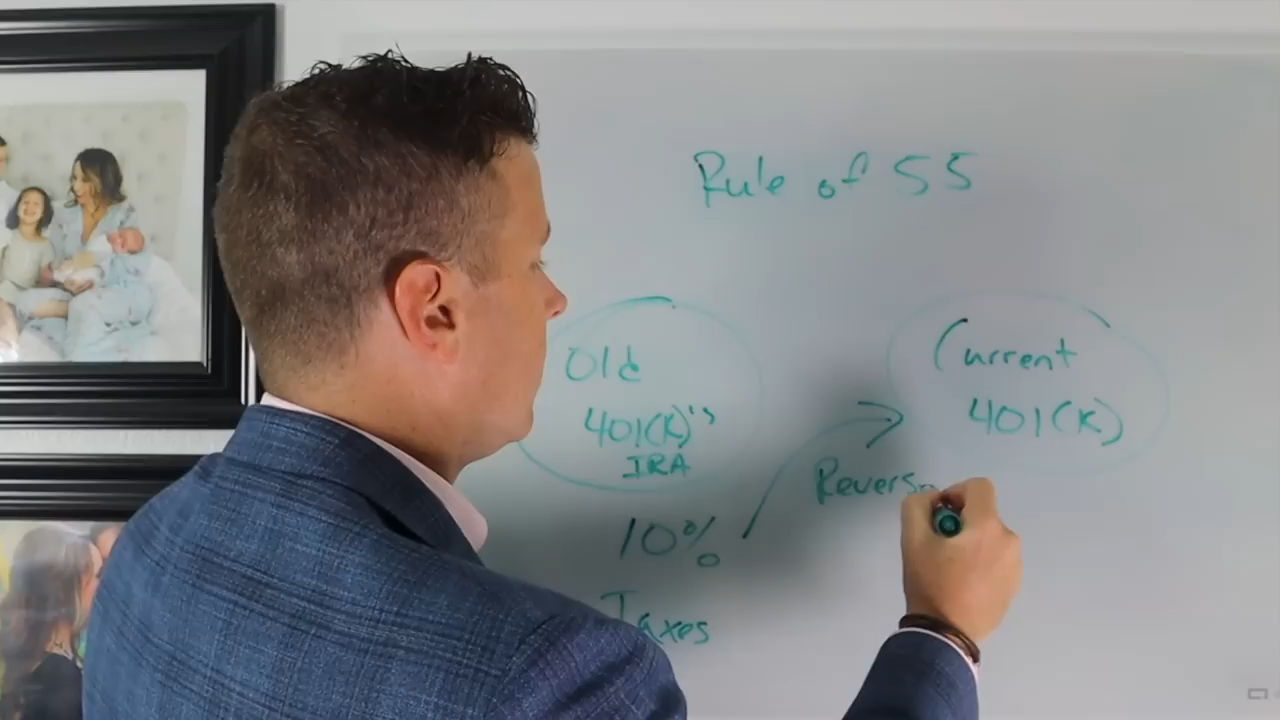 Rule of 55
Old
401(K)'s
IRA
10%
Taxes
Current
401(K)
Revers